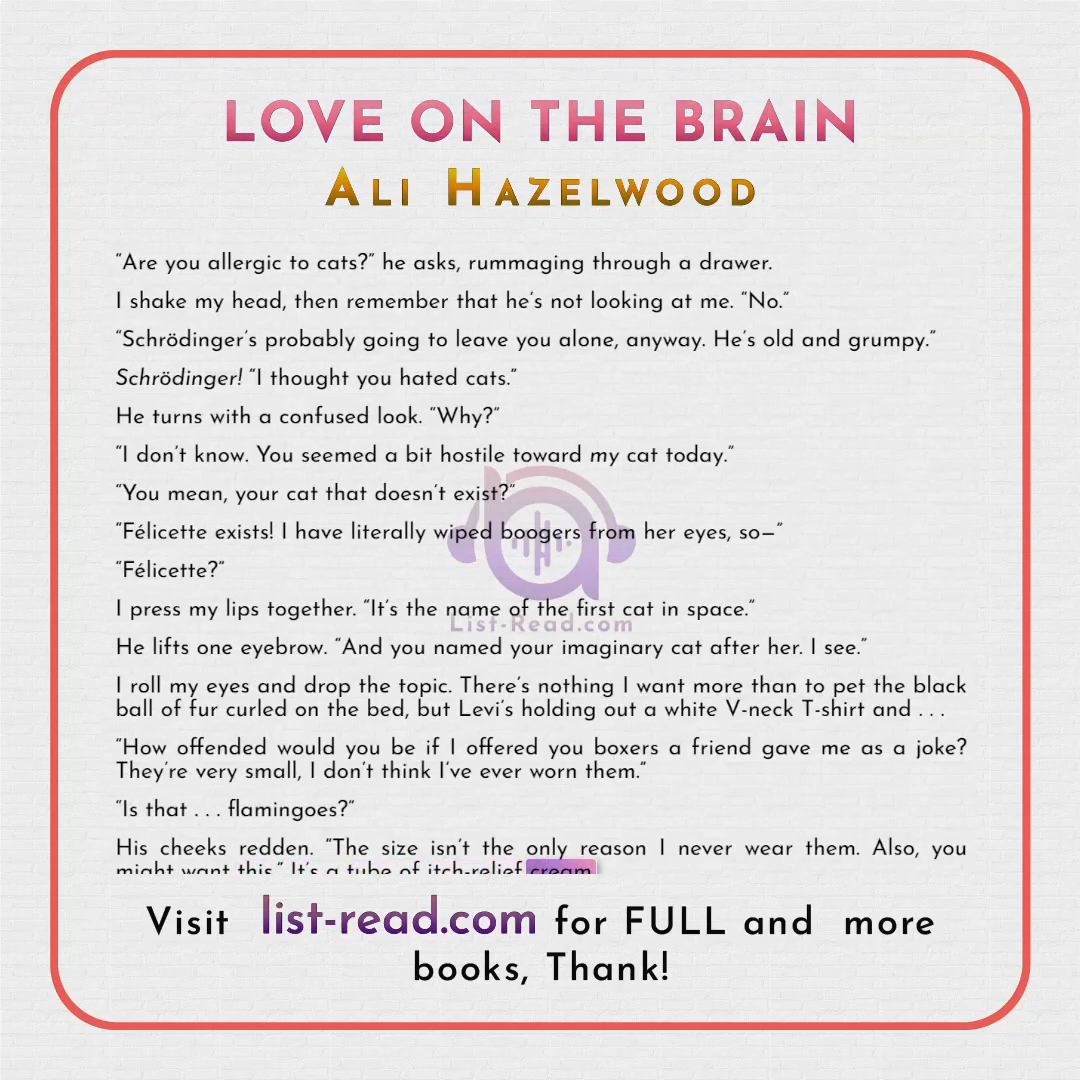 LOVE ON THE BRAIN
ALI HAZELWOOD
“Are you allergic to cats?” he asks, rummaging through a drawer.
I shake my head, then remember that he’s not looking at me. “No.”
“Schrödinger’s probably going to leave you alone, anyway. He’s old and grumpy.”
Schrödinger! “I thought you hated cats.”
He turns with a confused look. “Why?”
“I don’t know. You seemed a bit hostile toward my cat today.”
“You mean, your cat that doesn’t exist?”
“Félicette exists! I have literally wiped boogers from her eyes, so—”
“Félicette?”
I press my lips together. “It’s the name of the first cat in space.”
List-Read.com
He lifts one eyebrow. “And you named your imaginary cat after her. I see.”
I roll my eyes and drop the topic. There’s nothing I want more than to pet the black
ball of fur curled on the bed, but Levi’s holding out a white V-neck T-shirt and . . .
“How offended would you be if I offered you boxers a friend gave me as a joke?
They’re very small, I don’t think I’ve ever worn them.”
“Is that . . . flamingoes?”
His cheeks redden. “The size isn’t the only reason I never wear them. Also, you
might want this.” It’s a tube of itch-relief cream
Visit list-read.com for FULL and more
books, Thank!